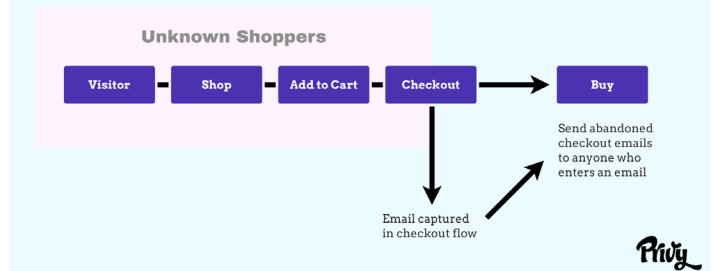 Unknown Shoppers
Visitor
Shop
Add to Cart
Checkout
Buy
Send abandoned
checkout emails
to anyone who
enters an email
Email captured
in checkout flow
Privy